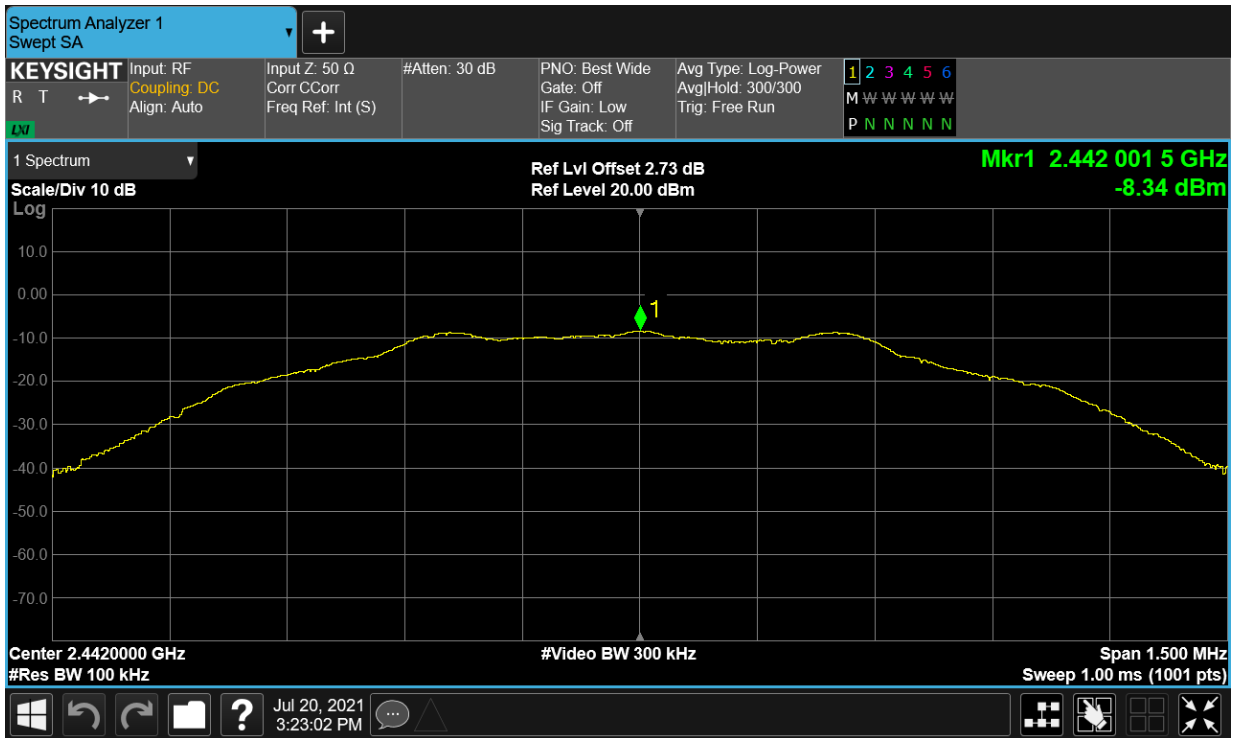 Spectrum Analyzer 1
Swept SA
+
KEYSIGHT
R T
LXI
Input: RF
Coupling: DC
Align: Auto
Input Z: 50 Ω
Corr CCorr
Freq Ref: Int (S)
#Atten: 30 dB
PNO: Best Wide
Gate: Off
IF Gain: Low
Sig Track: Off
Avg Type: Log-Power
Avg|Hold: 300/300
Trig: Free Run
1 2 3 4 5 6
M W W W W W
P N N N N N
1 Spectrum
Scale/Div 10 dB
Log
Ref Lvl Offset 2.73 dB
Ref Level 20.00 dBm
Mkr1 2.442 001 5 GHz
-8.34 dBm
10.0
0.00
-10.0
-20.0
-30.0
-40.0
-50.0
-60.0
-70.0
1
Center 2.4420000 GHz
#Res BW 100 kHz
#Video BW 300 kHz
Span 1.500 MHz
Sweep 1.00 ms (1001 pts)
?
Jul 20, 2021
3:23:02 PM